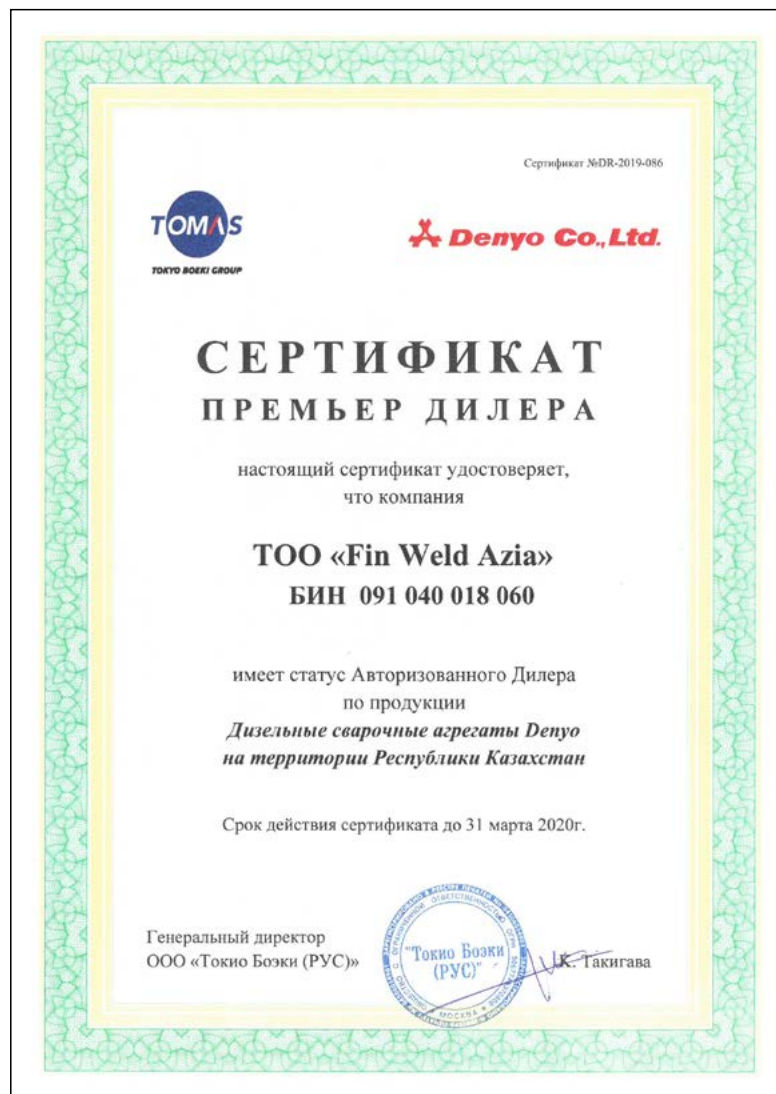 Сертификат №DR-2019-086
TOMAS
TOKYO BOEKI GROUP
Denyo Co.,Ltd.
СЕРТИФИКАТ
ПРЕМЬЕР ДИЛЕРА
настоящий сертификат удостоверяет,
что компания
ТОО «Fin Weld Azia»
БИН 091 040 018 060
имеет статус Авторизованного Дилера
по продукции
Дизельные сварочные агрегаты Denyo
на территории Республики Казахстан
Срок действия сертификата до 31 марта 2020г.
Генеральный директор
ООО «Токио Боэки (РУС)»
ОБЩЕСТВО С ОГРАНИЧЕННОЙ ОТВЕТСТВЕННОСТЬЮ
"Токио Боэки
(РУС)"
МОСКВА
К. Такигава